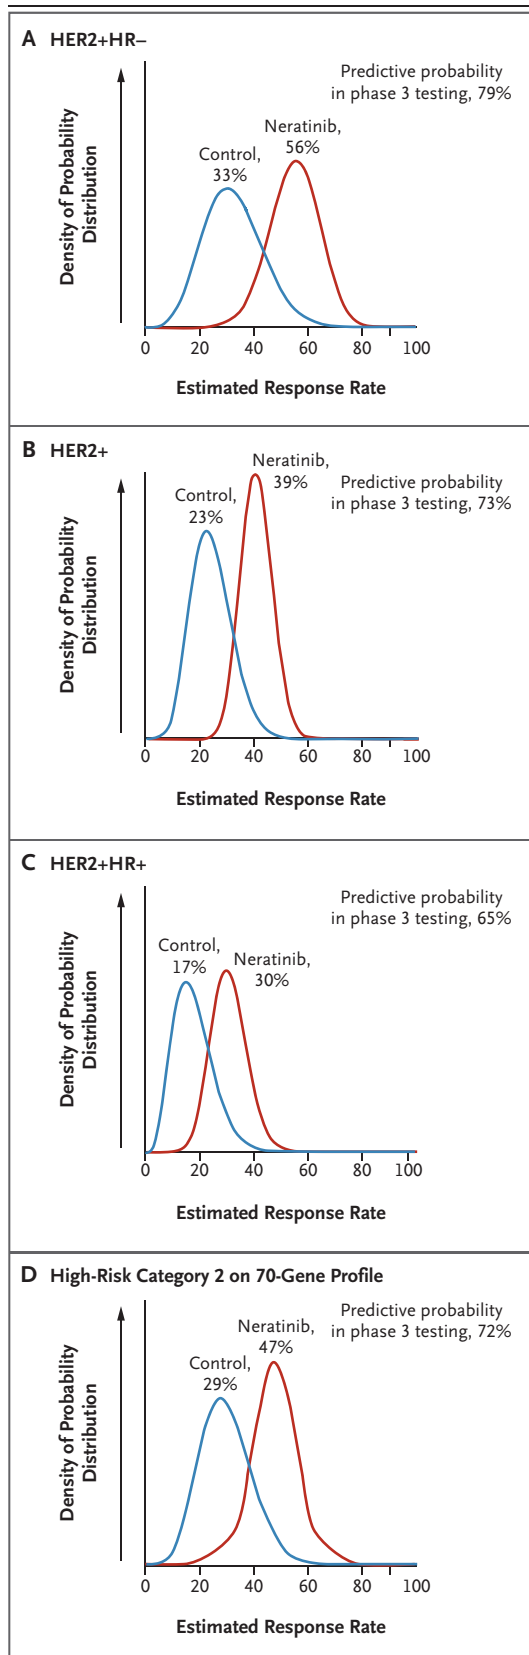 A HER2+HR–
Predictive probability
in phase 3 testing, 79%
Neratinib,
56%
Control,
33%
Density of Probability
Distribution
0 20 40 60 80 100
Estimated Response Rate
B HER2+
Neratinib,
39%
Predictive probability
in phase 3 testing, 73%
Control,
23%
Density of Probability
Distribution
0 20 40 60 80 100
Estimated Response Rate
C HER2+HR+
Predictive probability
in phase 3 testing, 65%
Control,
17%
Neratinib,
30%
Density of Probability
Distribution
0 20 40 60 80 100
Estimated Response Rate
D High-Risk Category 2 on 70-Gene Profile
Predictive probability
in phase 3 testing, 72%
Neratinib,
47%
Control,
29%
Density of Probability
Distribution
0 20 40 60 80 100
Estimated Response Rate